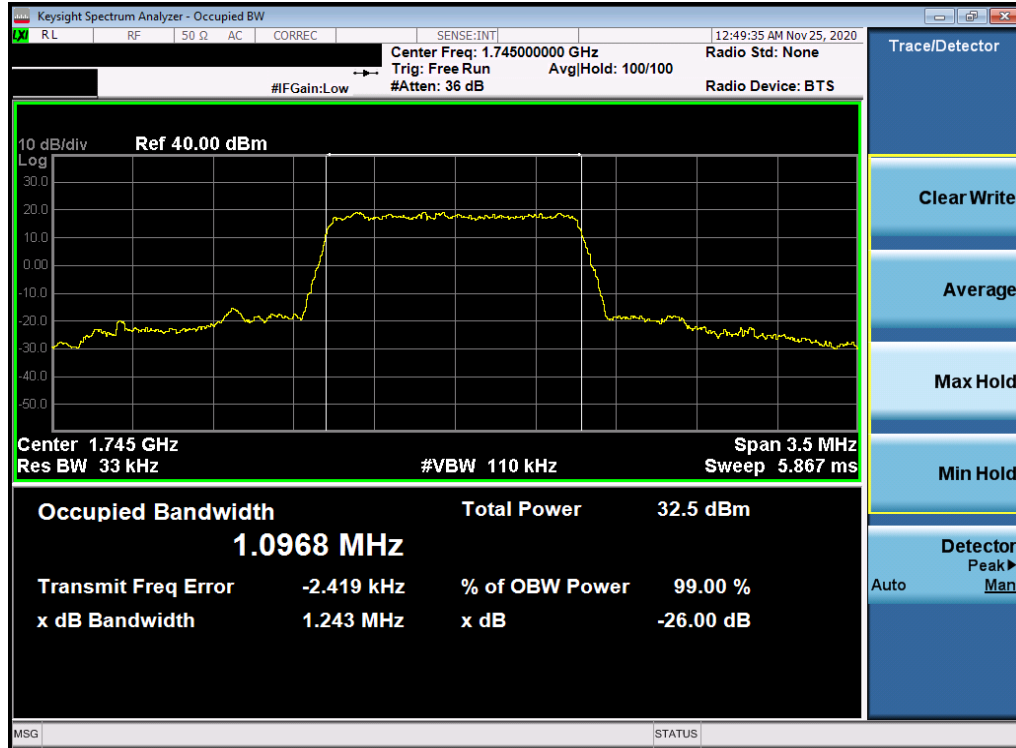 Keysight Spectrum Analyzer - Occupied BW
LXI RL RF 50 Ω AC CORREC SENSE:INT 12:49:35 AM Nov 25, 2020
Center Freq: 1.745000000 GHz Radio Std: None
Trig: Free Run Avg|Hold: 100/100
#IFGain:Low #Atten: 36 dB Radio Device: BTS
10 dB/div Ref 40.00 dBm
Log
30.0
20.0
10.0
0.00
-10.0
-20.0
-30.0
-40.0
-50.0
Center 1.745 GHz Span 3.5 MHz
Res BW 33 kHz #VBW 110 kHz Sweep 5.867 ms
Occupied Bandwidth Total Power 32.5 dBm
1.0968 MHz
Transmit Freq Error -2.419 kHz % of OBW Power 99.00 %
x dB Bandwidth 1.243 MHz x dB -26.00 dB
MSG STATUS
Trace/Detector
Clear Write
Average
Max Hold
Min Hold
Detector
Peak▶
Auto Man